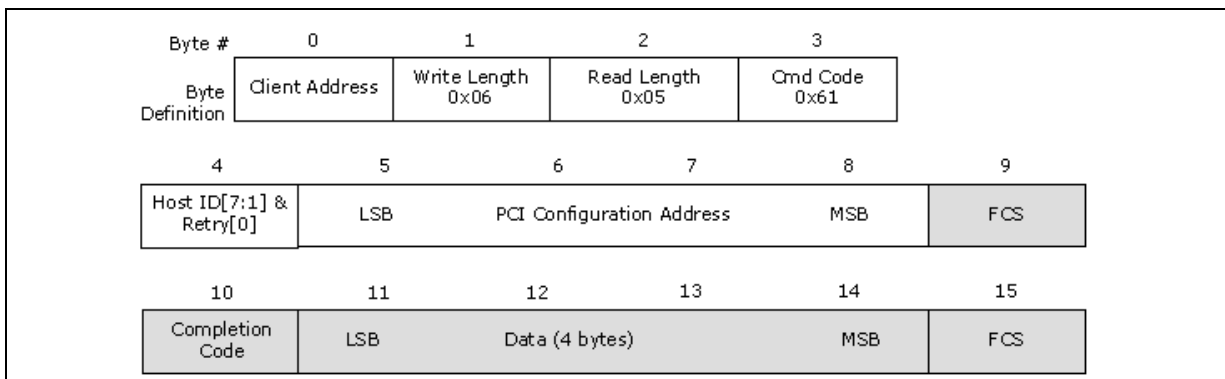 Byte # 0 1 2 3
Byte Definition Client Address Write Length 0x06 Read Length 0x05 Cmd Code 0x61
4 5 6 7 8 9
Host ID[7:1] & Retry[0] LSB PCI Configuration Address MSB FCS
10 11 12 13 14 15
Completion Code LSB Data (4 bytes) MSB FCS